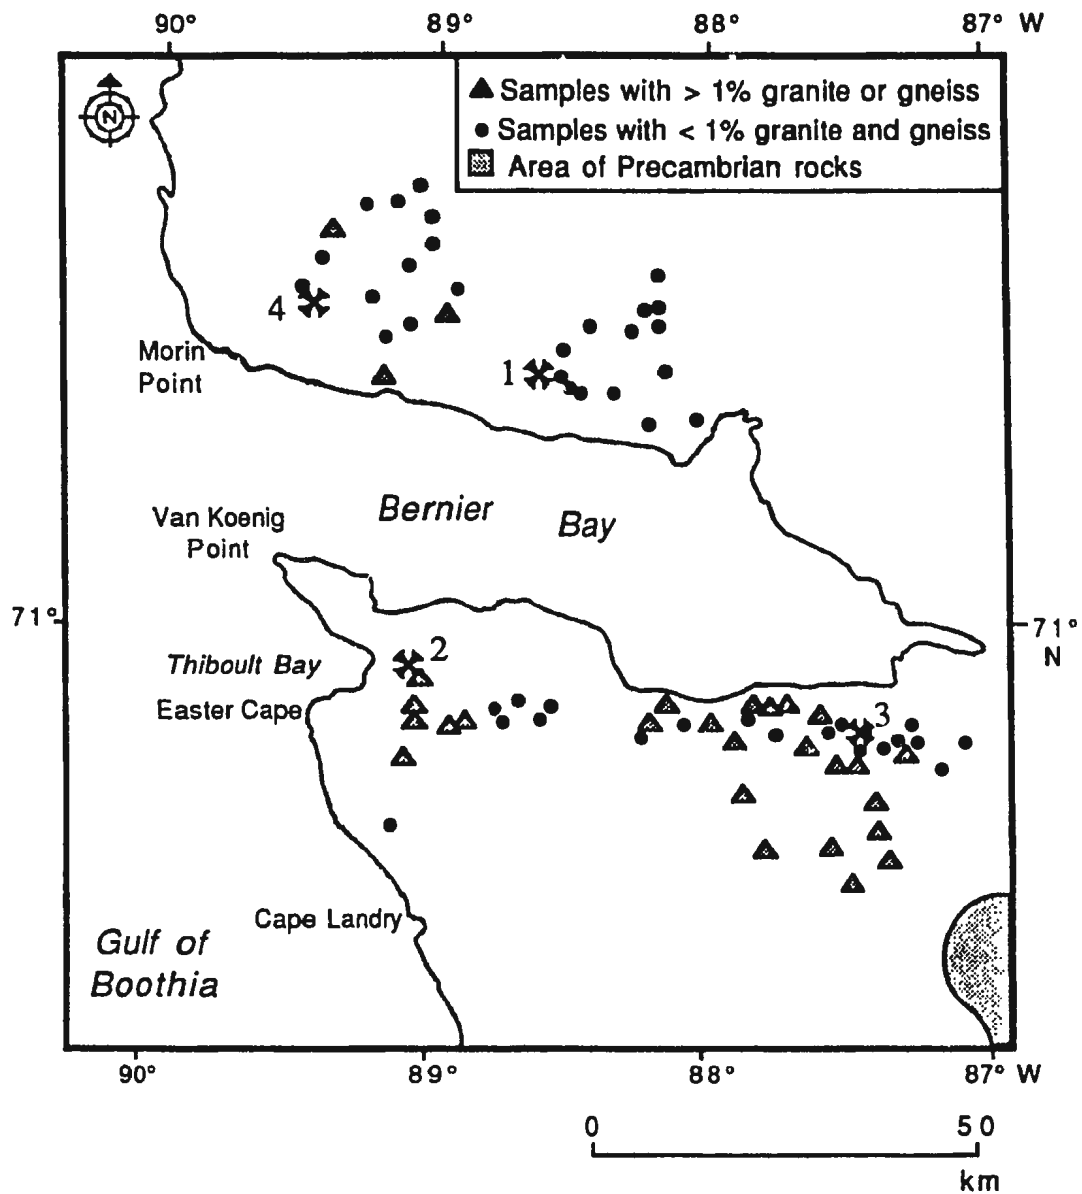 90° 89° 88° 87° W
N
Samples with > 1% granite or gneiss
Samples with < 1% granite and gneiss
Area of Precambrian rocks
4
Morin
Point
1
Bernier Bay
Van Koenig
Point
71° 71°
N
2
Thiboult Bay
Easter Cape
3
Cape Landry
Gulf of
Boothia
90° 89° 88° 87° W
0 50
km